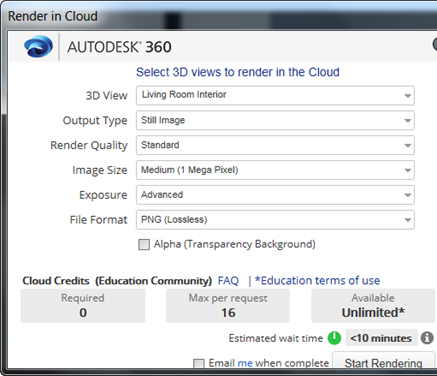 Render in Cloud
AUTODESK® 360
Select 3D views to render in the Cloud
3D View Living Room Interior
Output Type Still Image
Render Quality Standard
Image Size Medium (1 Mega Pixel)
Exposure Advanced
File Format PNG (Lossless)
Alpha (Transparency Background)
Cloud Credits (Education Community) FAQ | *Education terms of use
Required Max per request Available
0 16 Unlimited*
Estimated wait time <10 minutes
Email me when complete Start Rendering